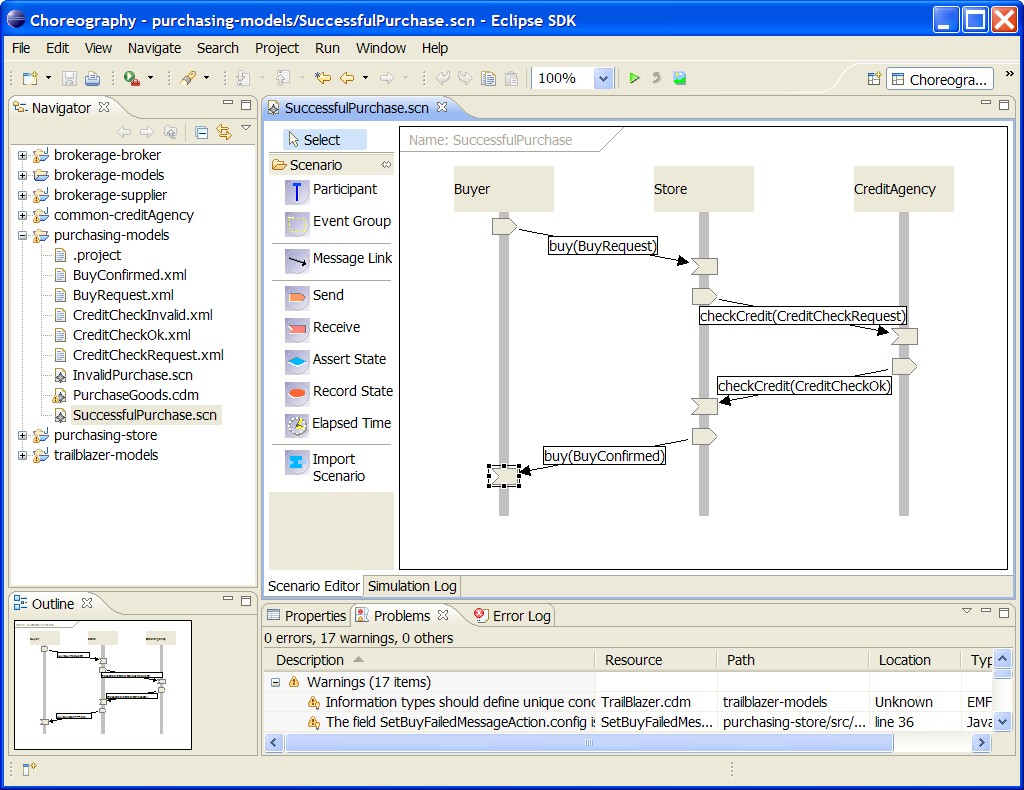 Choreography - purchasing-models/SuccessfulPurchase.scn - Eclipse SDK
File Edit View Navigate Search Project Run Window Help
100%
Choreogra...
»
Navigator
brokerage-broker
brokerage-models
brokerage-supplier
common-creditAgency
purchasing-models
.project
BuyConfirmed.xml
BuyRequest.xml
CreditCheckInvalid.xml
CreditCheckOk.xml
CreditCheckRequest.xml
InvalidPurchase.scn
PurchaseGoods.cdm
SuccessfulPurchase.scn
purchasing-store
trailblazer-models
SuccessfulPurchase.scn
Select
Scenario
Participant
Event Group
Message Link
Send
Receive
Assert State
Record State
Elapsed Time
Import
Scenario
Name: SuccessfulPurchase
Buyer Store CreditAgency
buy(BuyRequest)
checkCredit(CreditCheckRequest)
checkCredit(CreditCheckOk)
buy(BuyConfirmed)
Scenario Editor Simulation Log
Outline
Properties Problems Error Log
0 errors, 17 warnings, 0 others
Description Resource Path Location Typ
Warnings (17 items)
Information types should define unique conc TrailBlazer.cdm trailblazer-models Unknown EMF
The field SetBuyFailedMessageAction.config is SetBuyFailedMes... purchasing-store/src/... line 36 Java